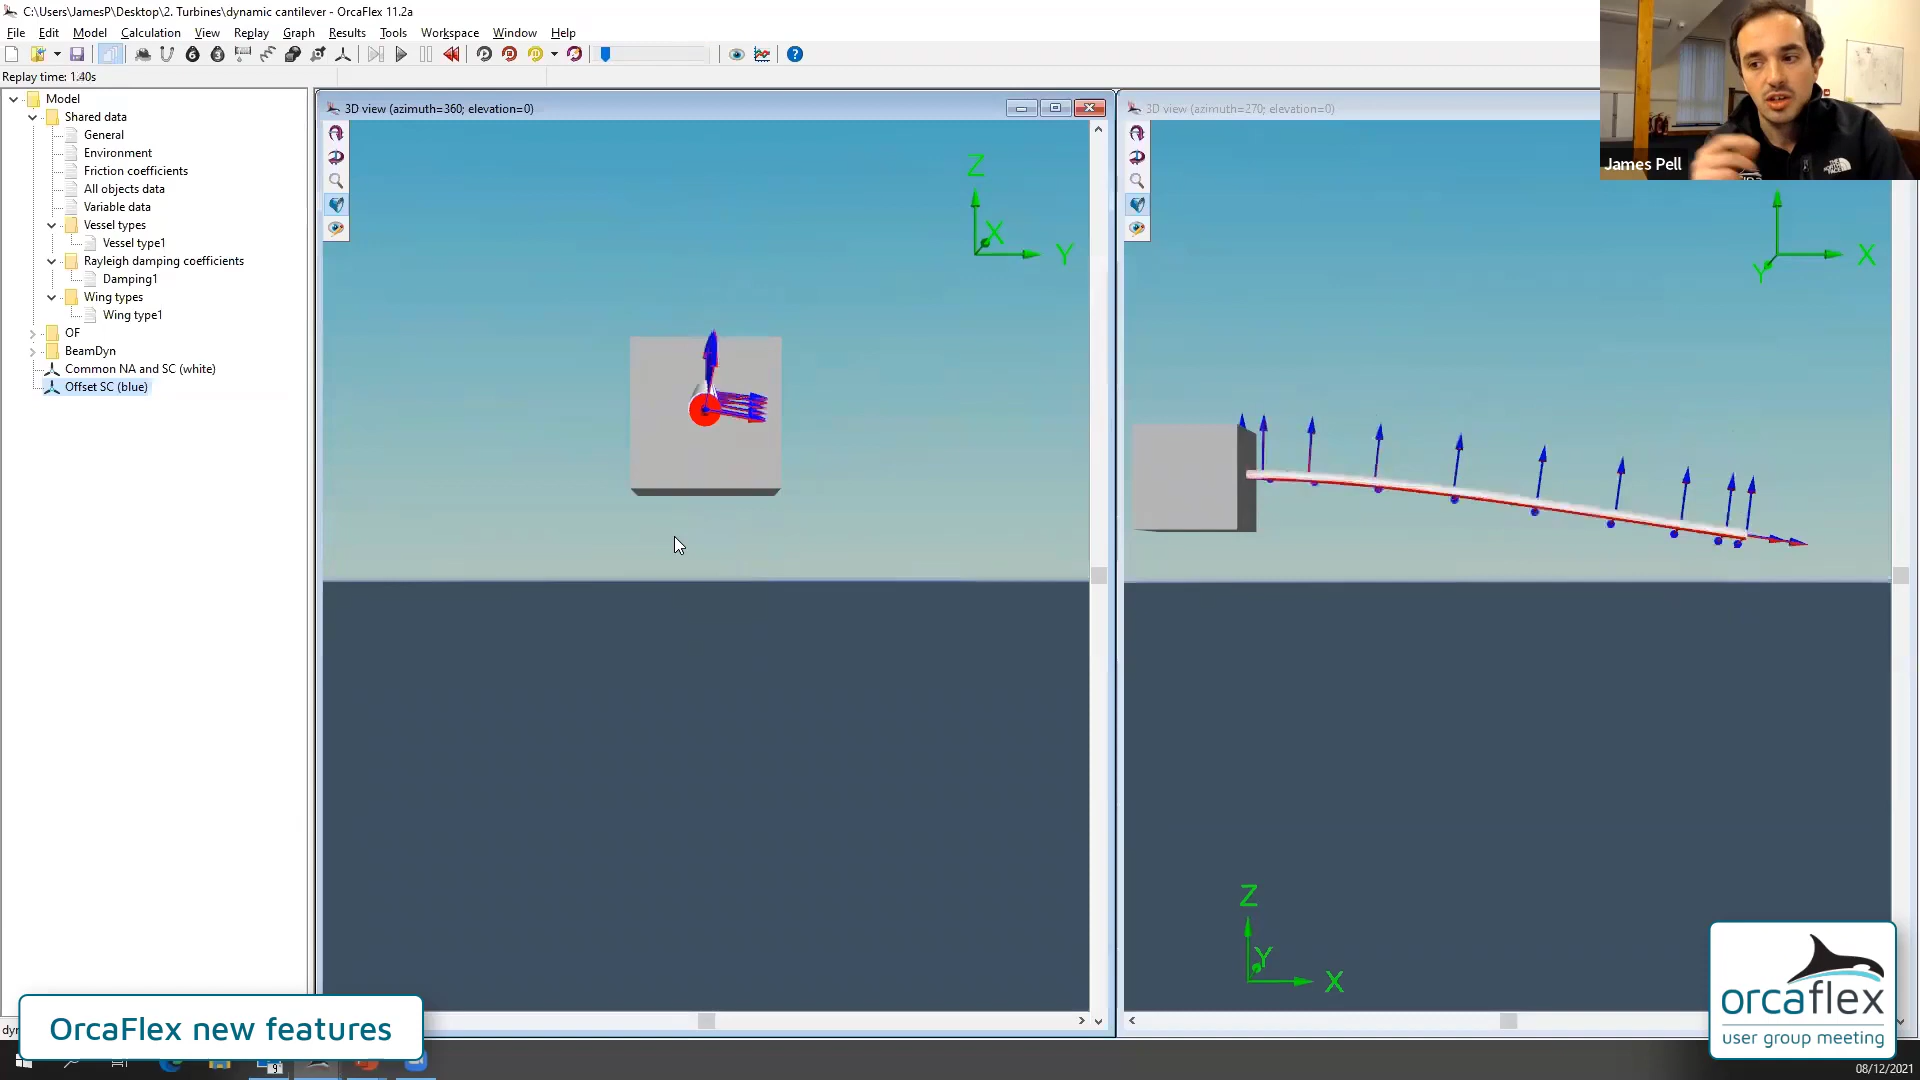 C:\Users\JamesP\Desktop\2. Turbines\dynamic cantilever - OrcaFlex 11.2a
File Edit Model Calculation View Replay Graph Results Tools Workspace Window Help
Replay time: 1.40s
Model
Shared data
General
Environment
Friction coefficients
All objects data
Variable data
Vessel types
Vessel type1
Rayleigh damping coefficients
Damping1
Wing types
Wing type1
OF
BeamDyn
Common NA and SC (white)
Offset SC (blue)
3D view (azimuth=360; elevation=0)
Z
X
Y
3D view (azimuth=270; elevation=0)
X
Y
Z
Y
X
James Pell
THE NORTH FACE
OrcaFlex new features
orcaflex
user group meeting
08/12/2021